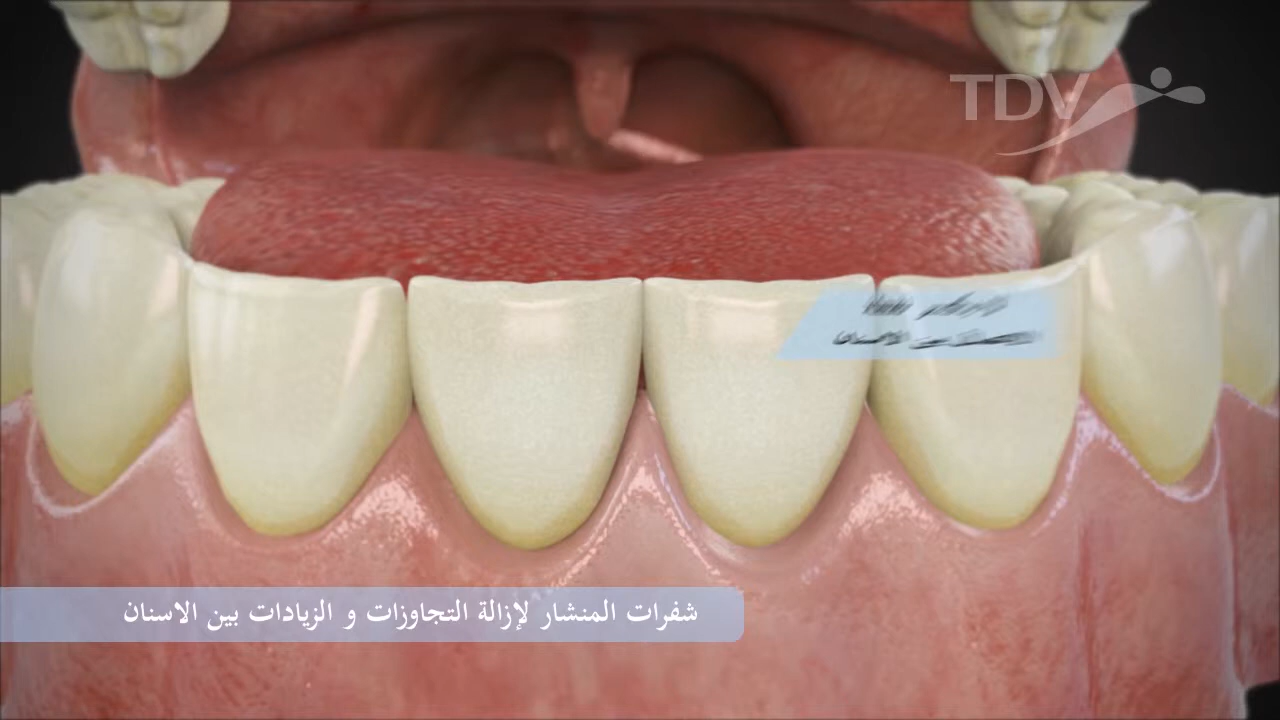 TDV
شفرات المنشار لإزالة التجاوزات و الزيادات بين الاسنان